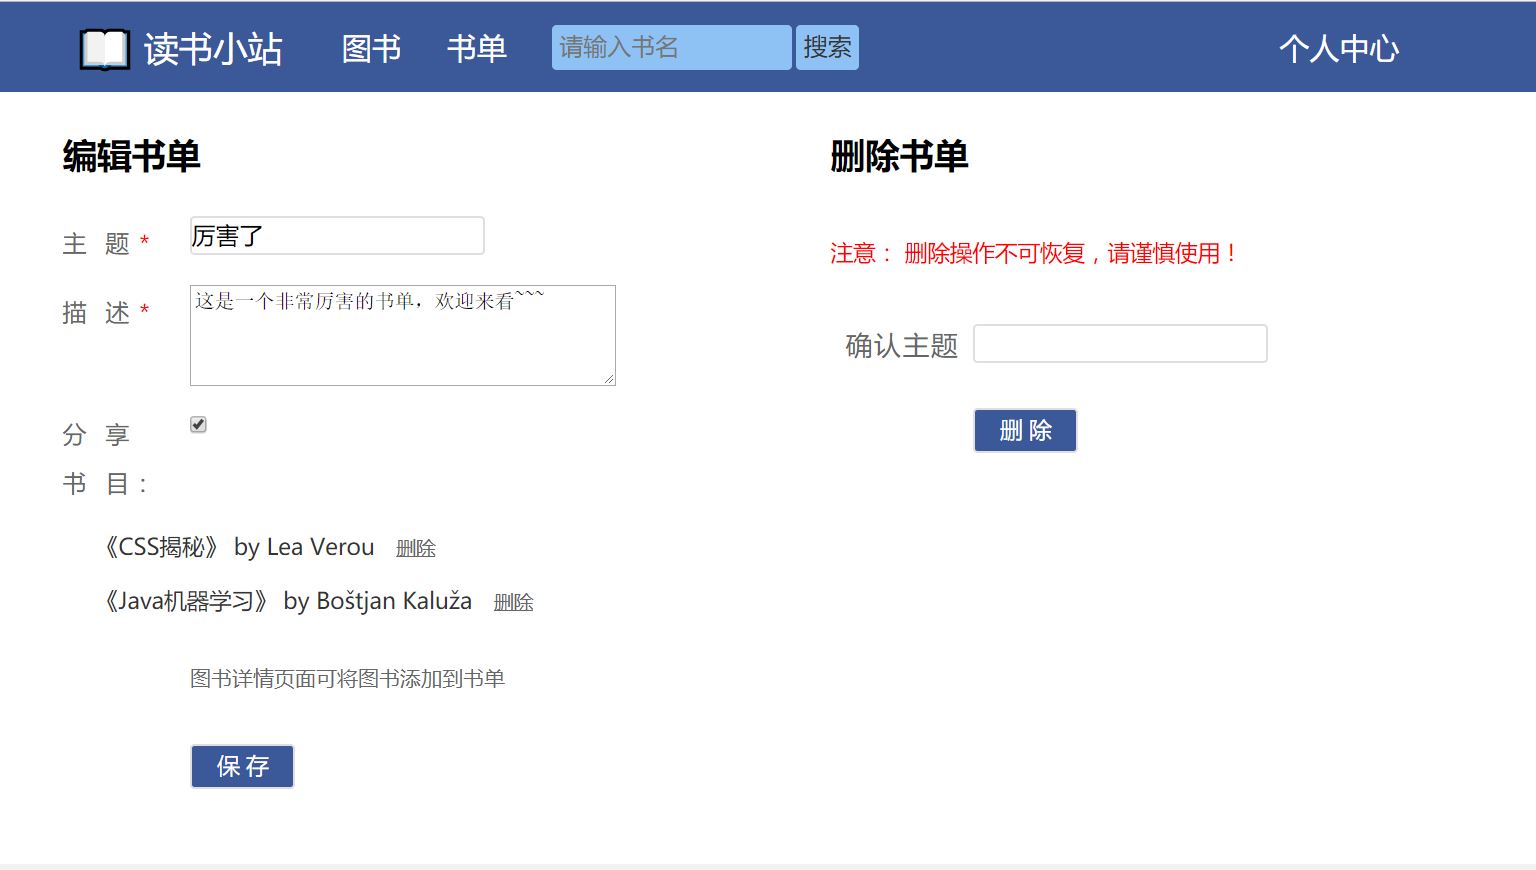 读书小站 图书 书单 请输入书名 搜索 个人中心
编辑书单
主 题 * 厉害了
描 述 * 这是一个非常厉害的书单，欢迎来看~~~
分 享
书 目：
《CSS揭秘》 by Lea Verou 删除
《Java机器学习》 by Boštjan Kaluža 删除
图书详情页面可将图书添加到书单
保 存
删除书单
注意： 删除操作不可恢复，请谨慎使用！
确认主题
删 除